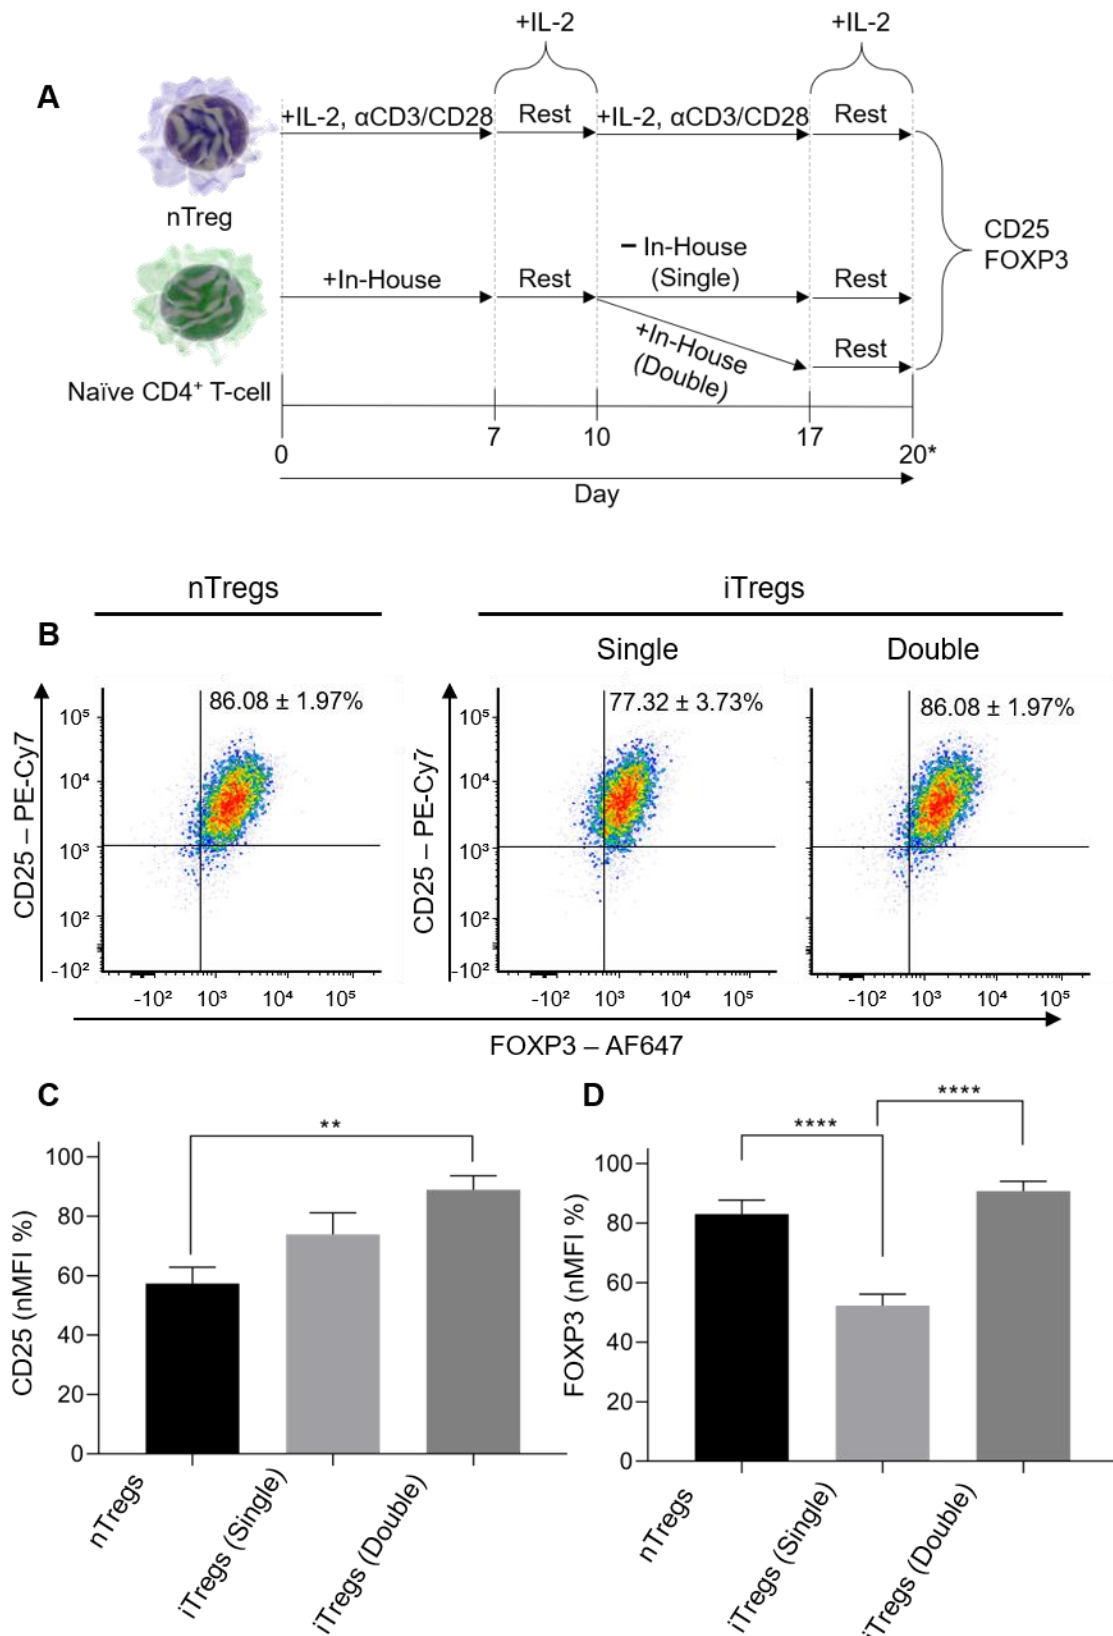 A
+IL-2
+IL-2
+IL-2, αCD3/CD28
Rest
+IL-2, αCD3/CD28
Rest
nTreg
+In-House
Rest
– In-House
(Single)
Rest
+In-House
(Double)
Rest
CD25
FOXP3
Naïve CD4⁺ T-cell
0
7
10
17
20*
Day
nTregs
iTregs
B
Single
Double
CD25 – PE-Cy7
10⁵
10⁴
10³
10²
-10²
86.08 ± 1.97%
-10²
10³
10⁴
10⁵
CD25 – PE-Cy7
10⁵
10⁴
10³
10²
-10²
77.32 ± 3.73%
-10²
10³
10⁴
10⁵
86.08 ± 1.97%
-10²
10³
10⁴
10⁵
FOXP3 – AF647
C
CD25 (nMFI %)
100
80
60
40
20
0
**
nTregs
iTregs (Single)
iTregs (Double)
D
FOXP3 (nMFI %)
100
80
60
40
20
0
****
****
nTregs
iTregs (Single)
iTregs (Double)